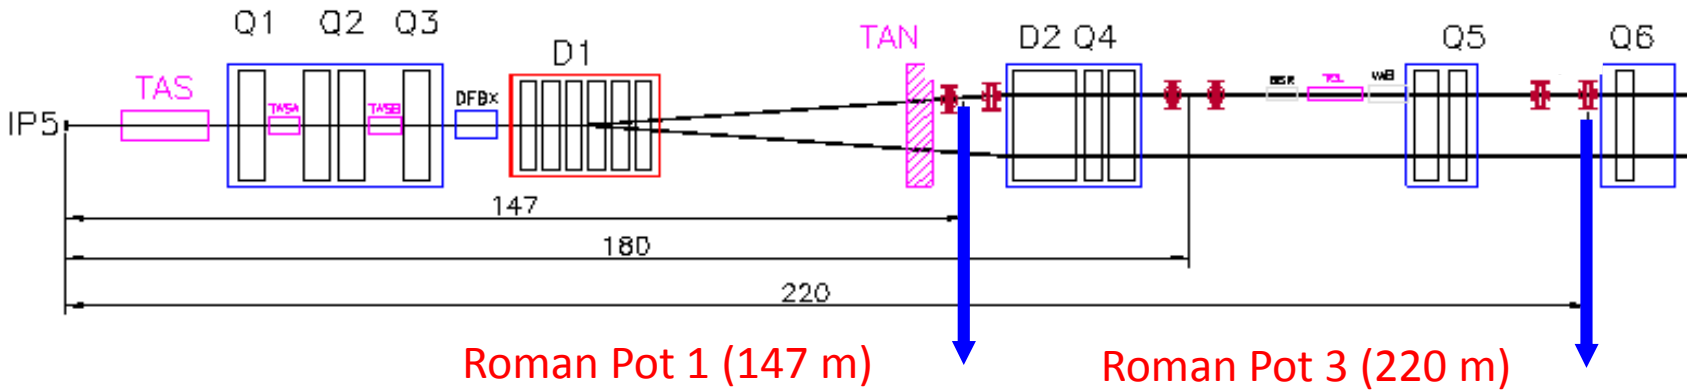 Q1 Q2 Q3 D1 TAN D2 Q4 Q5 Q6
TAS TASA TASB DFBX TCL
IP5
147
180
220
Roman Pot 1 (147 m) Roman Pot 3 (220 m)